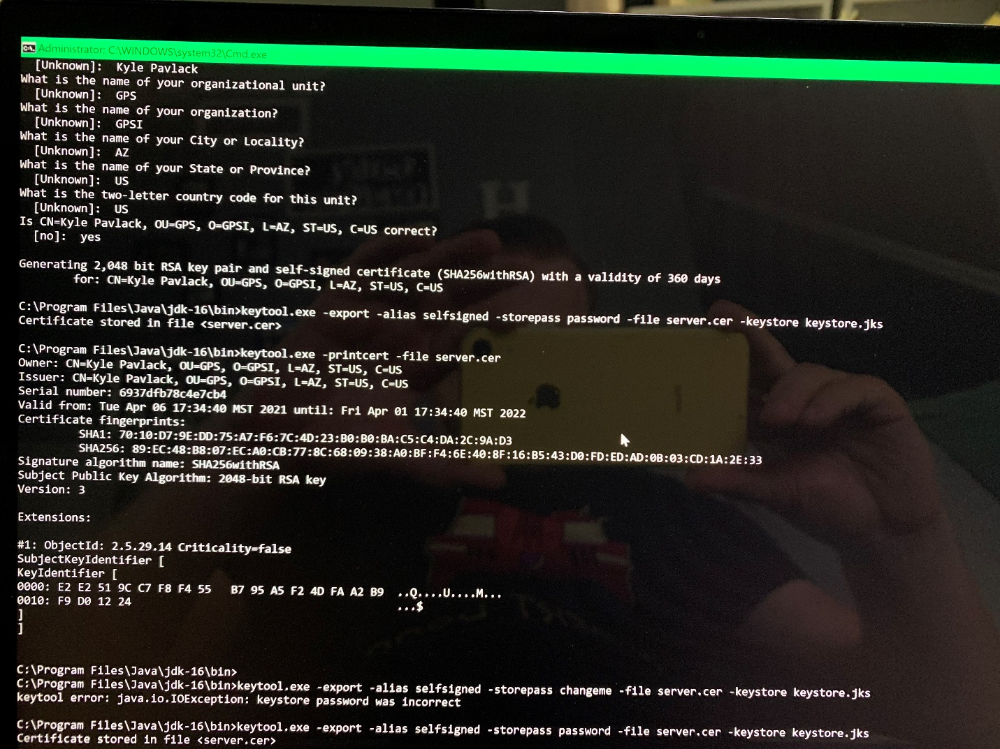 Administrator: C:\WINDOWS\system32\Cmd.exe
[Unknown]: Kyle Pavlack
What is the name of your organizational unit?
[Unknown]: GPS
What is the name of your organization?
[Unknown]: GPSI
What is the name of your City or Locality?
[Unknown]: AZ
What is the name of your State or Province?
[Unknown]: US
What is the two-letter country code for this unit?
[Unknown]: US
Is CN=Kyle Pavlack, OU=GPS, O=GPSI, L=AZ, ST=US, C=US correct?
[no]: yes
Generating 2,048 bit RSA key pair and self-signed certificate (SHA256withRSA) with a validity of 360 days
for: CN=Kyle Pavlack, OU=GPS, O=GPSI, L=AZ, ST=US, C=US
C:\Program Files\Java\jdk-16\bin>keytool.exe -export -alias selfsigned -storepass password -file server.cer -keystore keystore.jks
Certificate stored in file <server.cer>
C:\Program Files\Java\jdk-16\bin>keytool.exe -printcert -file server.cer
Owner: CN=Kyle Pavlack, OU=GPS, O=GPSI, L=AZ, ST=US, C=US
Issuer: CN=Kyle Pavlack, OU=GPS, O=GPSI, L=AZ, ST=US, C=US
Serial number: 6937dfb78c4e7cb4
Valid from: Tue Apr 06 17:34:40 MST 2021 until: Fri Apr 01 17:34:40 MST 2022
Certificate fingerprints:
SHA1: 70:10:D7:9E:DD:75:A7:F6:7C:4D:23:B0:B0:BA:C5:C4:DA:2C:9A:D3
SHA256: 89:EC:48:B8:07:EC:A0:CB:77:8C:68:09:38:A0:BF:F4:6E:40:8F:16:B5:43:D0:FD:ED:AD:0B:03:CD:1A:2E:33
Signature algorithm name: SHA256withRSA
Subject Public Key Algorithm: 2048-bit RSA key
Version: 3
Extensions:
#1: ObjectId: 2.5.29.14 Criticality=false
SubjectKeyIdentifier [
KeyIdentifier [
0000: E2 E2 51 9C C7 F8 F4 55 B7 95 A5 F2 4D FA A2 B9 ..Q....U....M...
0010: F9 D0 12 24 ...$
]
]
C:\Program Files\Java\jdk-16\bin>
C:\Program Files\Java\jdk-16\bin>keytool.exe -export -alias selfsigned -storepass changeme -file server.cer -keystore keystore.jks
keytool error: java.io.IOException: keystore password was incorrect
C:\Program Files\Java\jdk-16\bin>keytool.exe -export -alias selfsigned -storepass password -file server.cer -keystore keystore.jks
Certificate stored in file <server.cer>